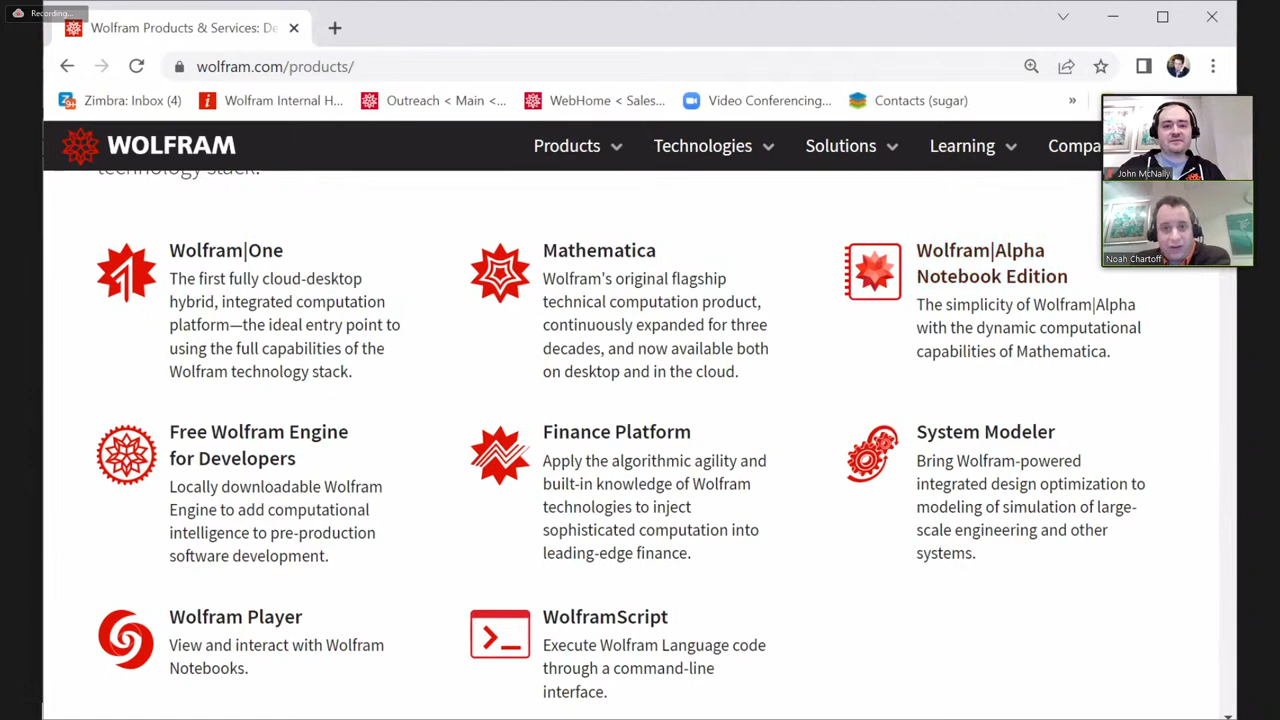 Recording...
Wolfram Products & Services: De
wolfram.com/products/
Zimbra: Inbox (4)
Wolfram Internal H...
Outreach < Main <...
WebHome < Sales...
Video Conferencing...
Contacts (sugar)
»
WOLFRAM
Products
Technologies
Solutions
Learning
Compa
John McNally
Noah Chartoff
technology stack.
Wolfram|One
The first fully cloud-desktop
hybrid, integrated computation
platform—the ideal entry point to
using the full capabilities of the
Wolfram technology stack.
Mathematica
Wolfram's original flagship
technical computation product,
continuously expanded for three
decades, and now available both
on desktop and in the cloud.
Wolfram|Alpha
Notebook Edition
The simplicity of Wolfram|Alpha
with the dynamic computational
capabilities of Mathematica.
Free Wolfram Engine
for Developers
Locally downloadable Wolfram
Engine to add computational
intelligence to pre-production
software development.
Finance Platform
Apply the algorithmic agility and
built-in knowledge of Wolfram
technologies to inject
sophisticated computation into
leading-edge finance.
System Modeler
Bring Wolfram-powered
integrated design optimization to
modeling of simulation of large-
scale engineering and other
systems.
Wolfram Player
View and interact with Wolfram
Notebooks.
WolframScript
Execute Wolfram Language code
through a command-line
interface.